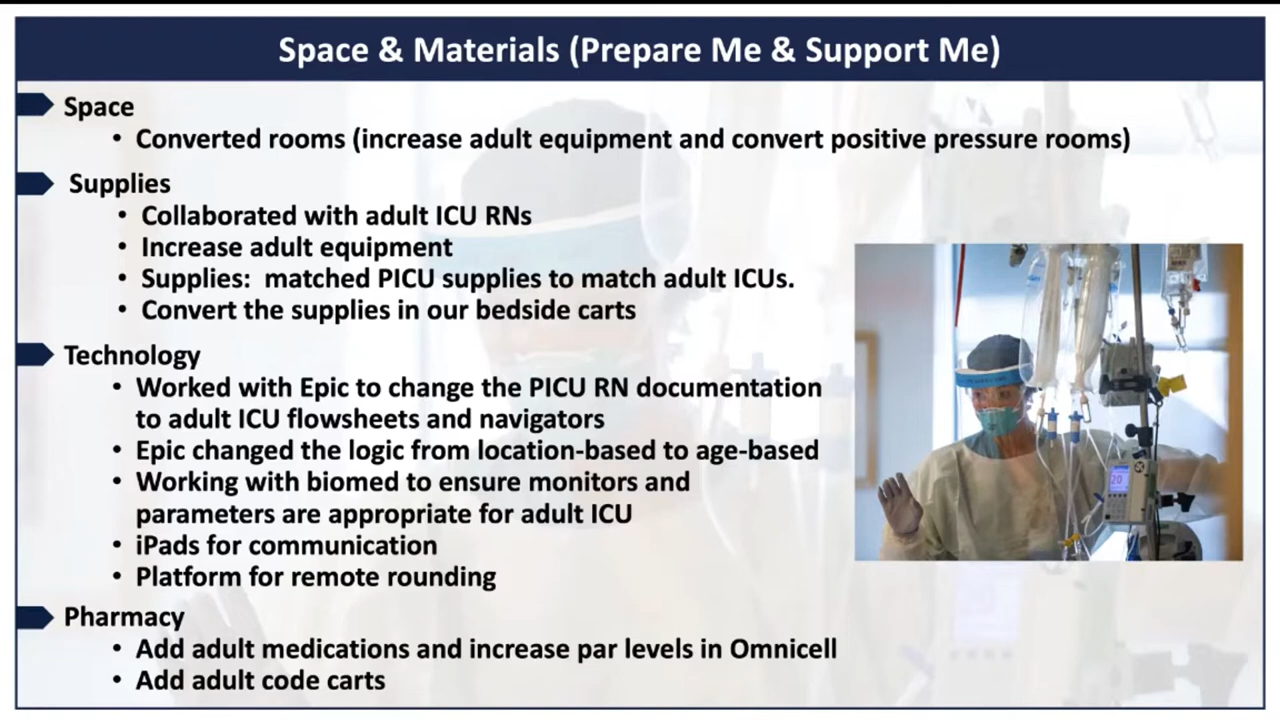 Space & Materials (Prepare Me & Support Me)
Space
• Converted rooms (increase adult equipment and convert positive pressure rooms)
Supplies
• Collaborated with adult ICU RNs
• Increase adult equipment
• Supplies: matched PICU supplies to match adult ICUs.
• Convert the supplies in our bedside carts
Technology
• Worked with Epic to change the PICU RN documentation
to adult ICU flowsheets and navigators
• Epic changed the logic from location-based to age-based
• Working with biomed to ensure monitors and
parameters are appropriate for adult ICU
• iPads for communication
• Platform for remote rounding
Pharmacy
• Add adult medications and increase par levels in Omnicell
• Add adult code carts